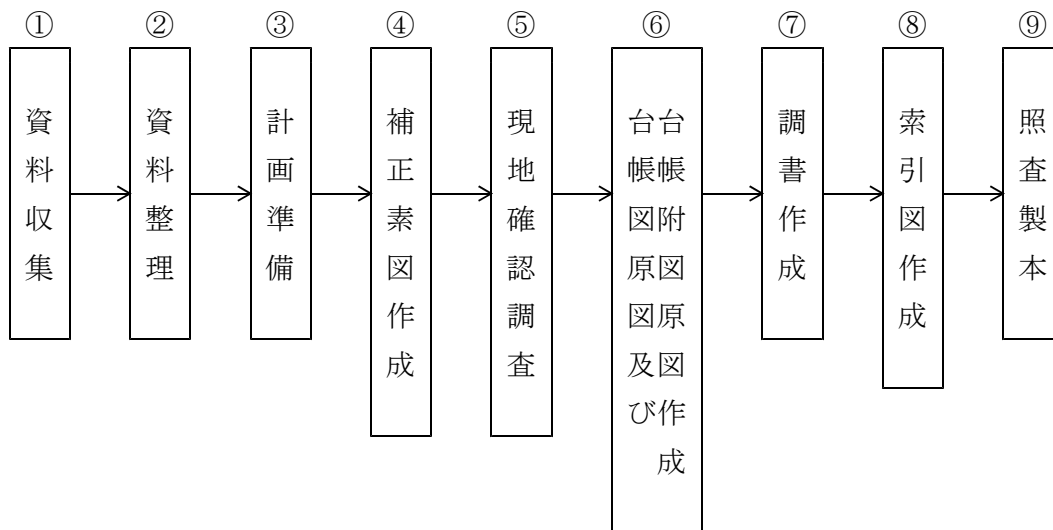 ①
資料収集
②
資料整理
③
計画準備
④
補正素図作成
⑤
現地確認調査
⑥
台帳図原図及び
台帳附図原図作成
⑦
調書作成
⑧
索引図作成
⑨
照査製本